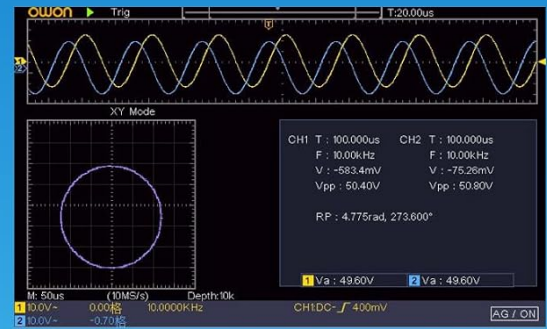 OWON Trig T:20.00us
T
1
2
XY Mode
CH1 T : 100.000us CH2 T : 100.000us
F : 10.00kHz F : 10.00kHz
V : -583.4mV V : -75.26mV
Vpp : 50.40V Vpp : 50.80V
RP : 4.775rad, 273.600°
1 Va : 49.60V 2 Va : 49.60V
M: 50us (10MS/s) Depth:10k
1 10.0V~ 0.00格 10.0000KHz CH1:DC- 400mV
2 10.0V~ -0.70格 AG / ON